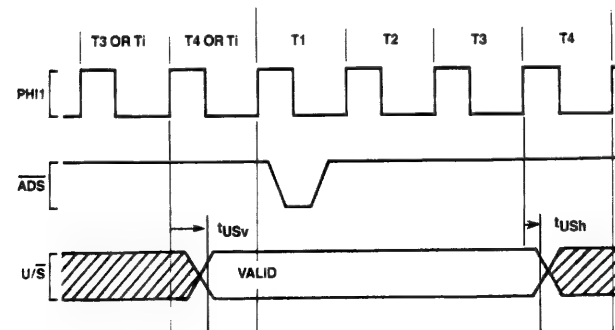 T3 OR Ti T4 OR Ti T1 T2 T3 T4
PHI1
ADS
tUSv tUSh
U/S VALID